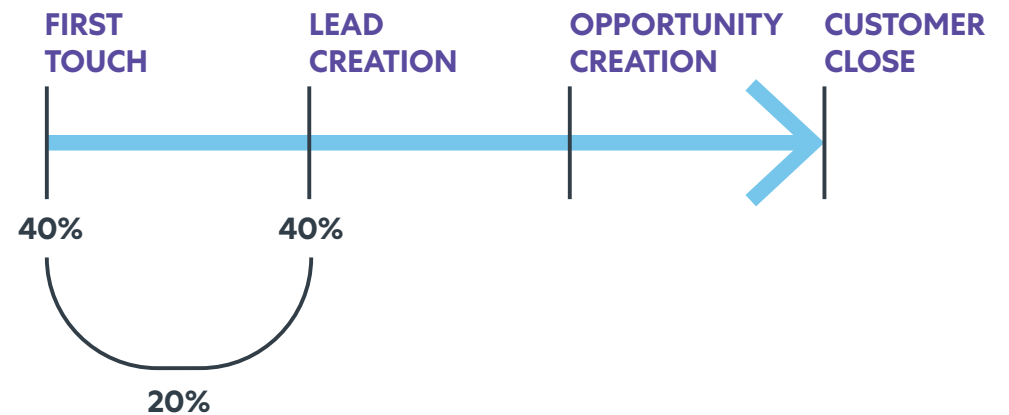 FIRST
TOUCH
LEAD
CREATION
OPPORTUNITY
CREATION
CUSTOMER
CLOSE
40%
40%
20%